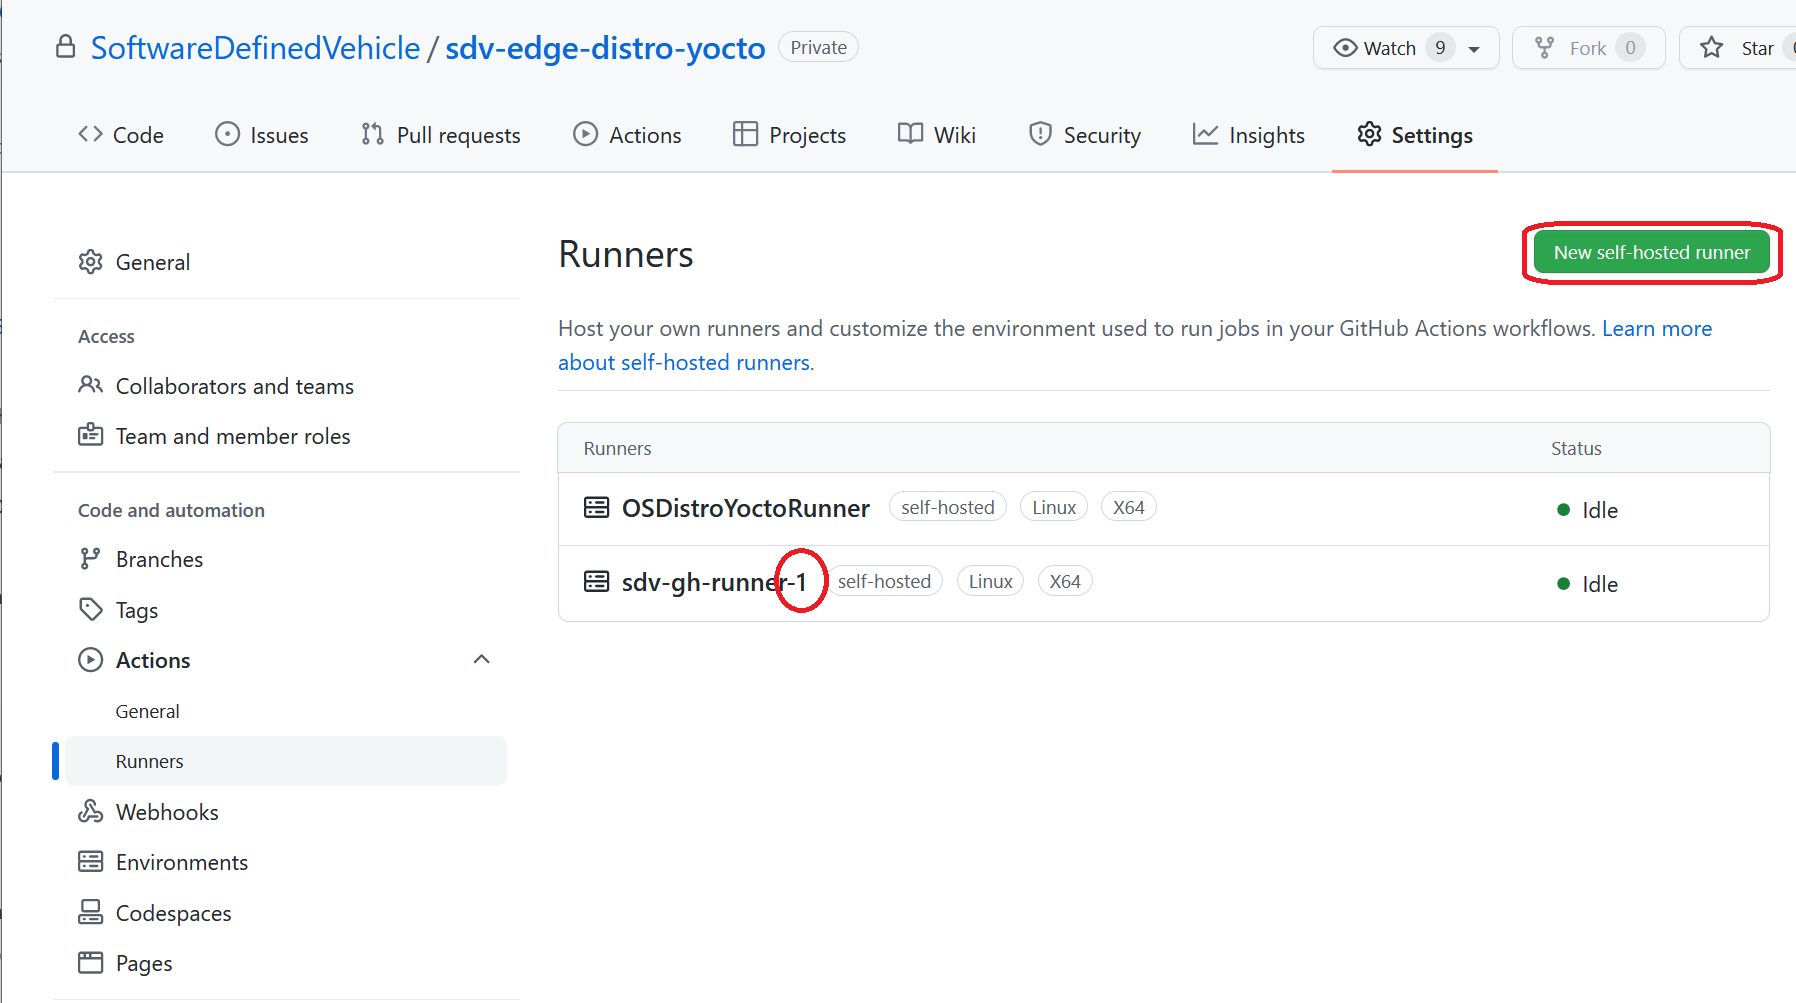 SoftwareDefinedVehicle / sdv-edge-distro-yocto Private
Watch 9 Fork 0 Star
Code Issues Pull requests Actions Projects Wiki Security Insights Settings
General
Access
Collaborators and teams
Team and member roles
Code and automation
Branches
Tags
Actions
General
Runners
Webhooks
Environments
Codespaces
Pages
Runners
New self-hosted runner
Host your own runners and customize the environment used to run jobs in your GitHub Actions workflows. Learn more
about self-hosted runners.
Runners Status
OSDistroYoctoRunner self-hosted Linux X64 Idle
sdv-gh-runner-1 self-hosted Linux X64 Idle